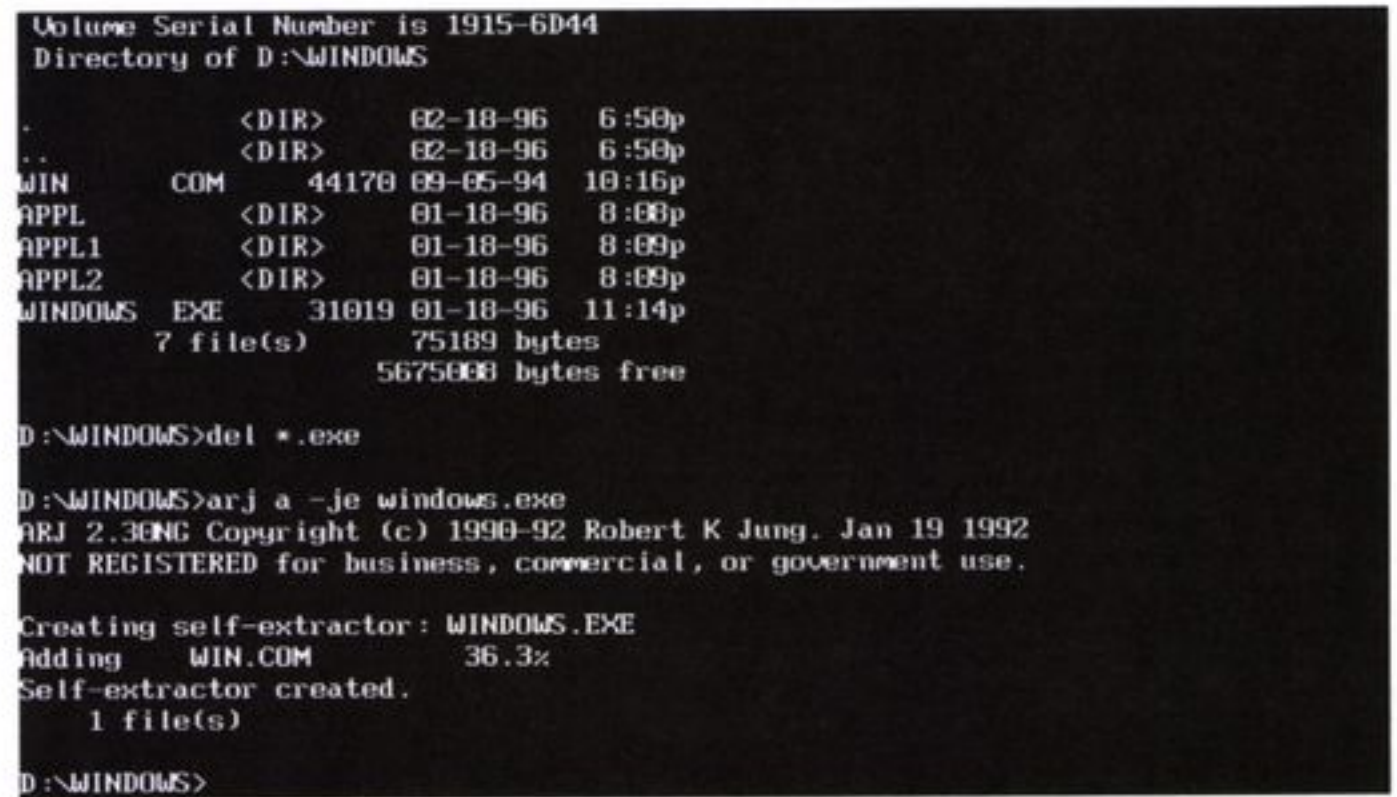 Volume Serial Number is 1915-6D44
Directory of D:\WINDOWS
. <DIR> 02-18-96 6:50p
.. <DIR> 02-18-96 6:50p
WIN COM 44170 09-05-94 10:16p
APPL <DIR> 01-18-96 8:08p
APPL1 <DIR> 01-18-96 8:09p
APPL2 <DIR> 01-18-96 8:09p
WINDOWS EXE 31019 01-18-96 11:14p
7 file(s) 75189 bytes
5675008 bytes free
D:\WINDOWS>del *.exe
D:\WINDOWS>arj a -je windows.exe
ARJ 2.30NG Copyright (c) 1990-92 Robert K Jung. Jan 19 1992
NOT REGISTERED for business, commercial, or government use.
Creating self-extractor: WINDOWS.EXE
Adding WIN.COM 36.3%
Self-extractor created.
1 file(s)
D:\WINDOWS>